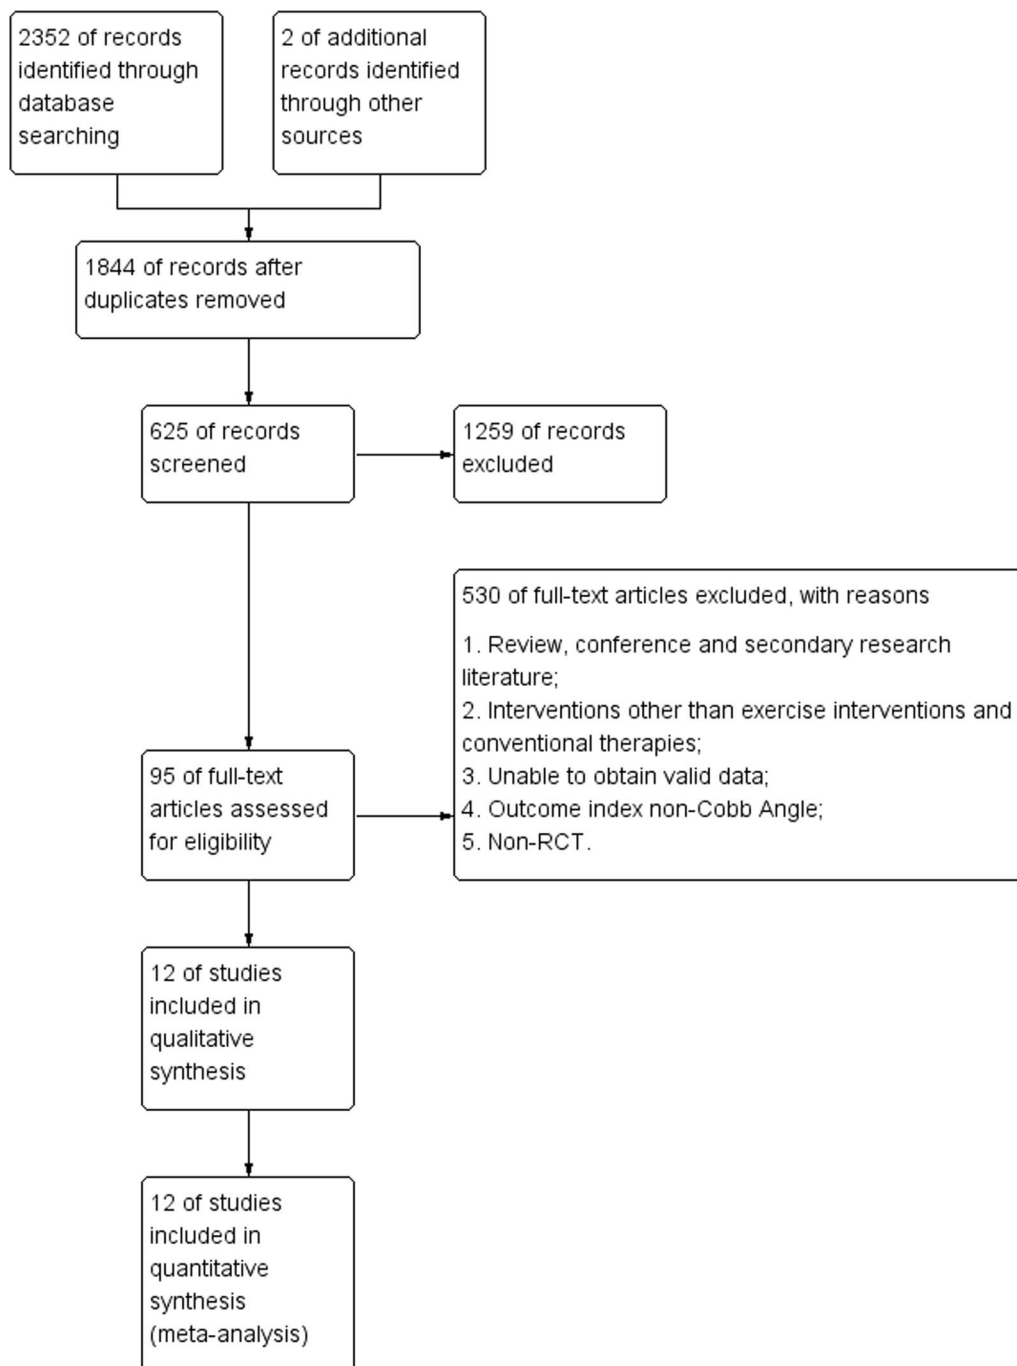 2352 of records
identified through
database
searching
2 of additional
records identified
through other
sources
1844 of records after
duplicates removed
625 of records
screened
1259 of records
excluded
530 of full-text articles excluded, with reasons
1. Review, conference and secondary research
literature;
2. Interventions other than exercise interventions and
conventional therapies;
3. Unable to obtain valid data;
4. Outcome index non-Cobb Angle;
5. Non-RCT.
95 of full-text
articles assessed
for eligibility
12 of studies
included in
qualitative
synthesis
12 of studies
included in
quantitative
synthesis
(meta-analysis)